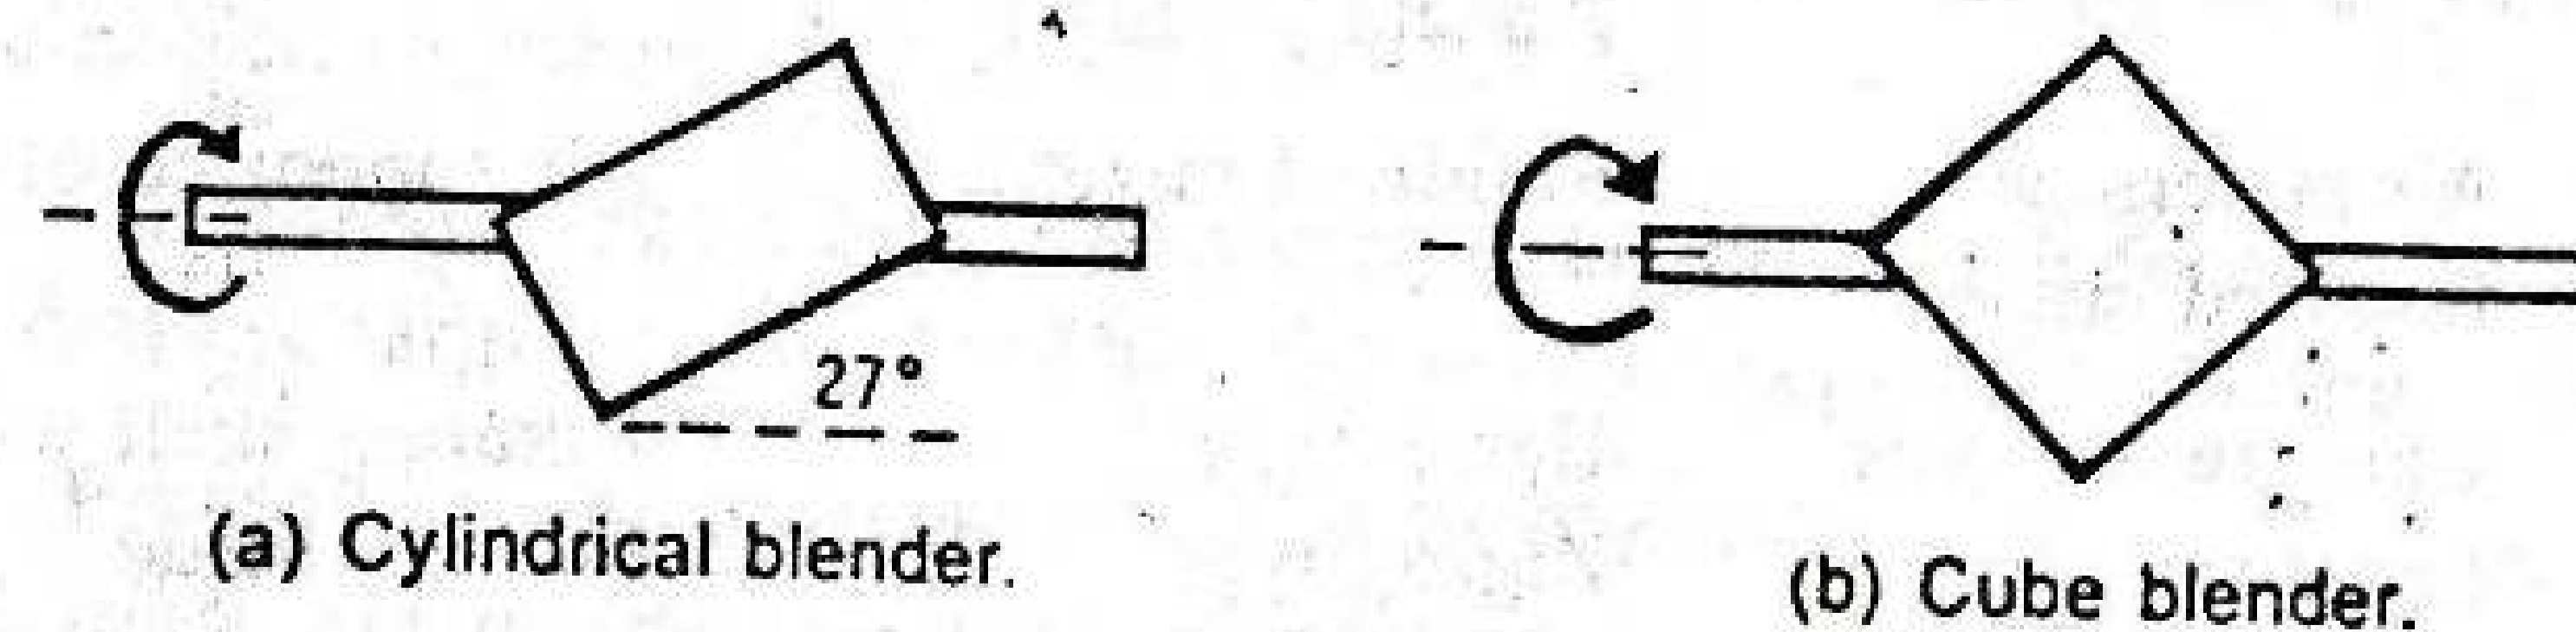 27°
(a) Cylindrical blender.
(b) Cube blender.